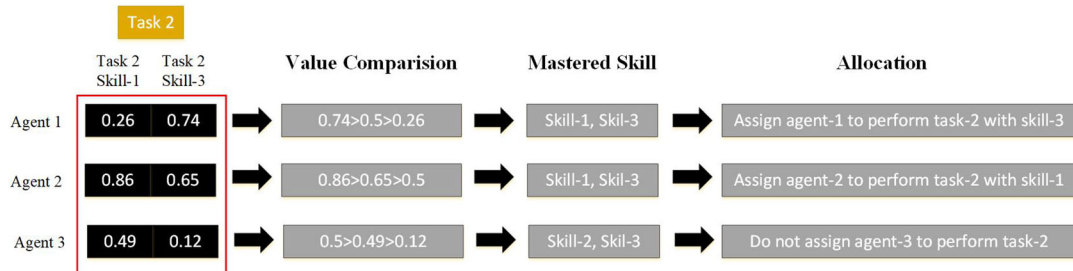 Task 2
Task 2 Task 2
Skill-1 Skill-3
Value Comparision Mastered Skill Allocation
Agent 1 0.26 0.74 0.74>0.5>0.26 Skill-1, Skil-3 Assign agent-1 to perform task-2 with skill-3
Agent 2 0.86 0.65 0.86>0.65>0.5 Skill-1, Skil-3 Assign agent-2 to perform task-2 with skill-1
Agent 3 0.49 0.12 0.5>0.49>0.12 Skill-2, Skil-3 Do not assign agent-3 to perform task-2